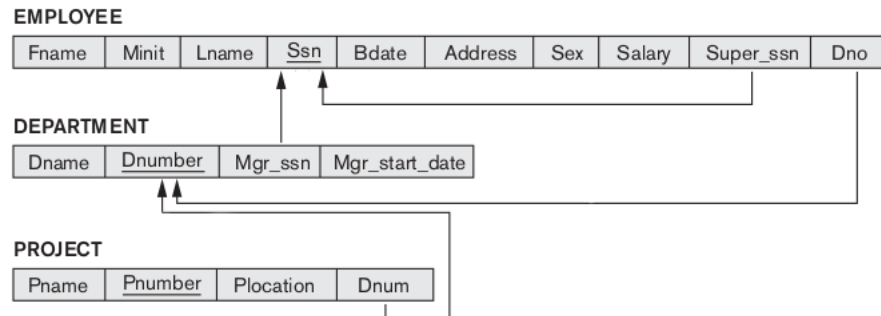 EMPLOYEE
Fname Minit Lname Ssn Bdate Address Sex Salary Super_ssn Dno
DEPARTMENT
Dname Dnumber Mgr_ssn Mgr_start_date
PROJECT
Pname Pnumber Plocation Dnum